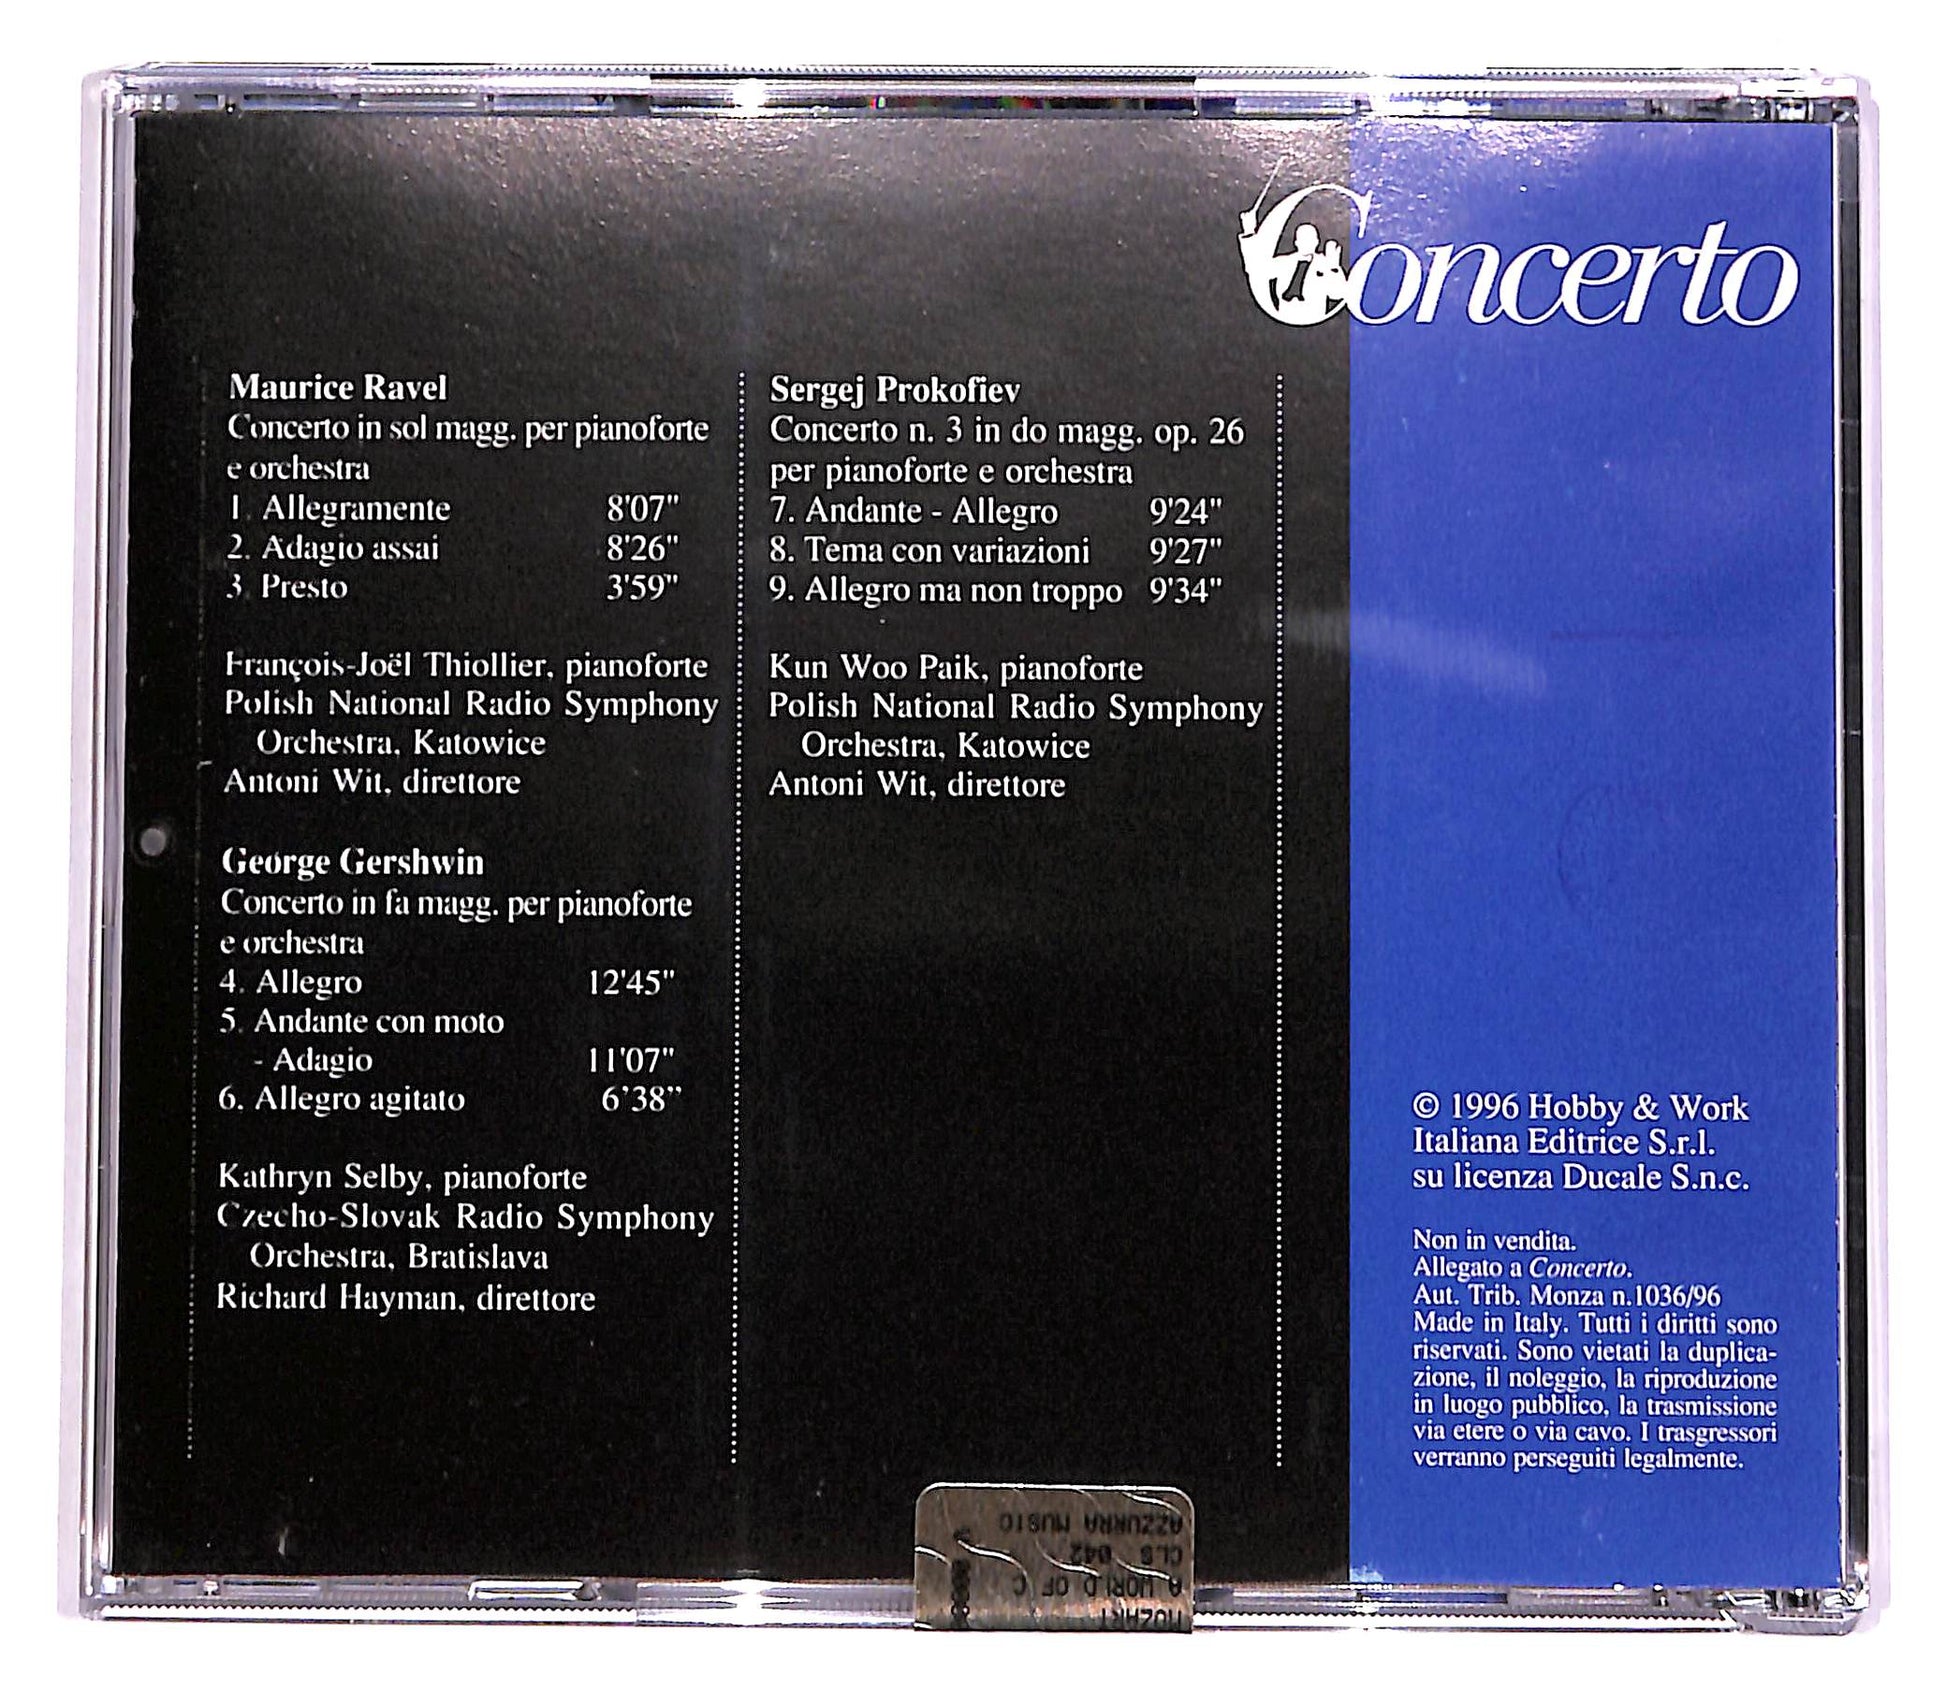 Concerto
Maurice Ravel
Concerto in sol magg. per pianoforte
e orchestra
1. Allegramente 8'07"
2. Adagio assai 8'26"
3. Presto 3'59"
François-Joël Thiollier, pianoforte
Polish National Radio Symphony
Orchestra, Katowice
Antoni Wit, direttore
George Gershwin
Concerto in fa magg. per pianoforte
e orchestra
4. Allegro 12'45"
5. Andante con moto
- Adagio 11'07"
6. Allegro agitato 6'38"
Kathryn Selby, pianoforte
Czecho-Slovak Radio Symphony
Orchestra, Bratislava
Richard Hayman, direttore
Sergej Prokofiev
Concerto n. 3 in do magg. op. 26
per pianoforte e orchestra
7. Andante - Allegro 9'24"
8. Tema con variazioni 9'27"
9. Allegro ma non troppo 9'34"
Kun Woo Paik, pianoforte
Polish National Radio Symphony
Orchestra, Katowice
Antoni Wit, direttore
© 1996 Hobby & Work
Italiana Editrice S.r.l.
su licenza Ducale S.n.c.
Non in vendita.
Allegato a Concerto.
Aut. Trib. Monza n.1036/96
Made in Italy. Tutti i diritti sono
riservati. Sono vietati la duplica-
zione, il noleggio, la riproduzione
in luogo pubblico, la trasmissione
via etere o via cavo. I trasgressori
verranno perseguiti legalmente.
MOZART
A WORLD OF C
CLS 042
AZZURRA MUSIC